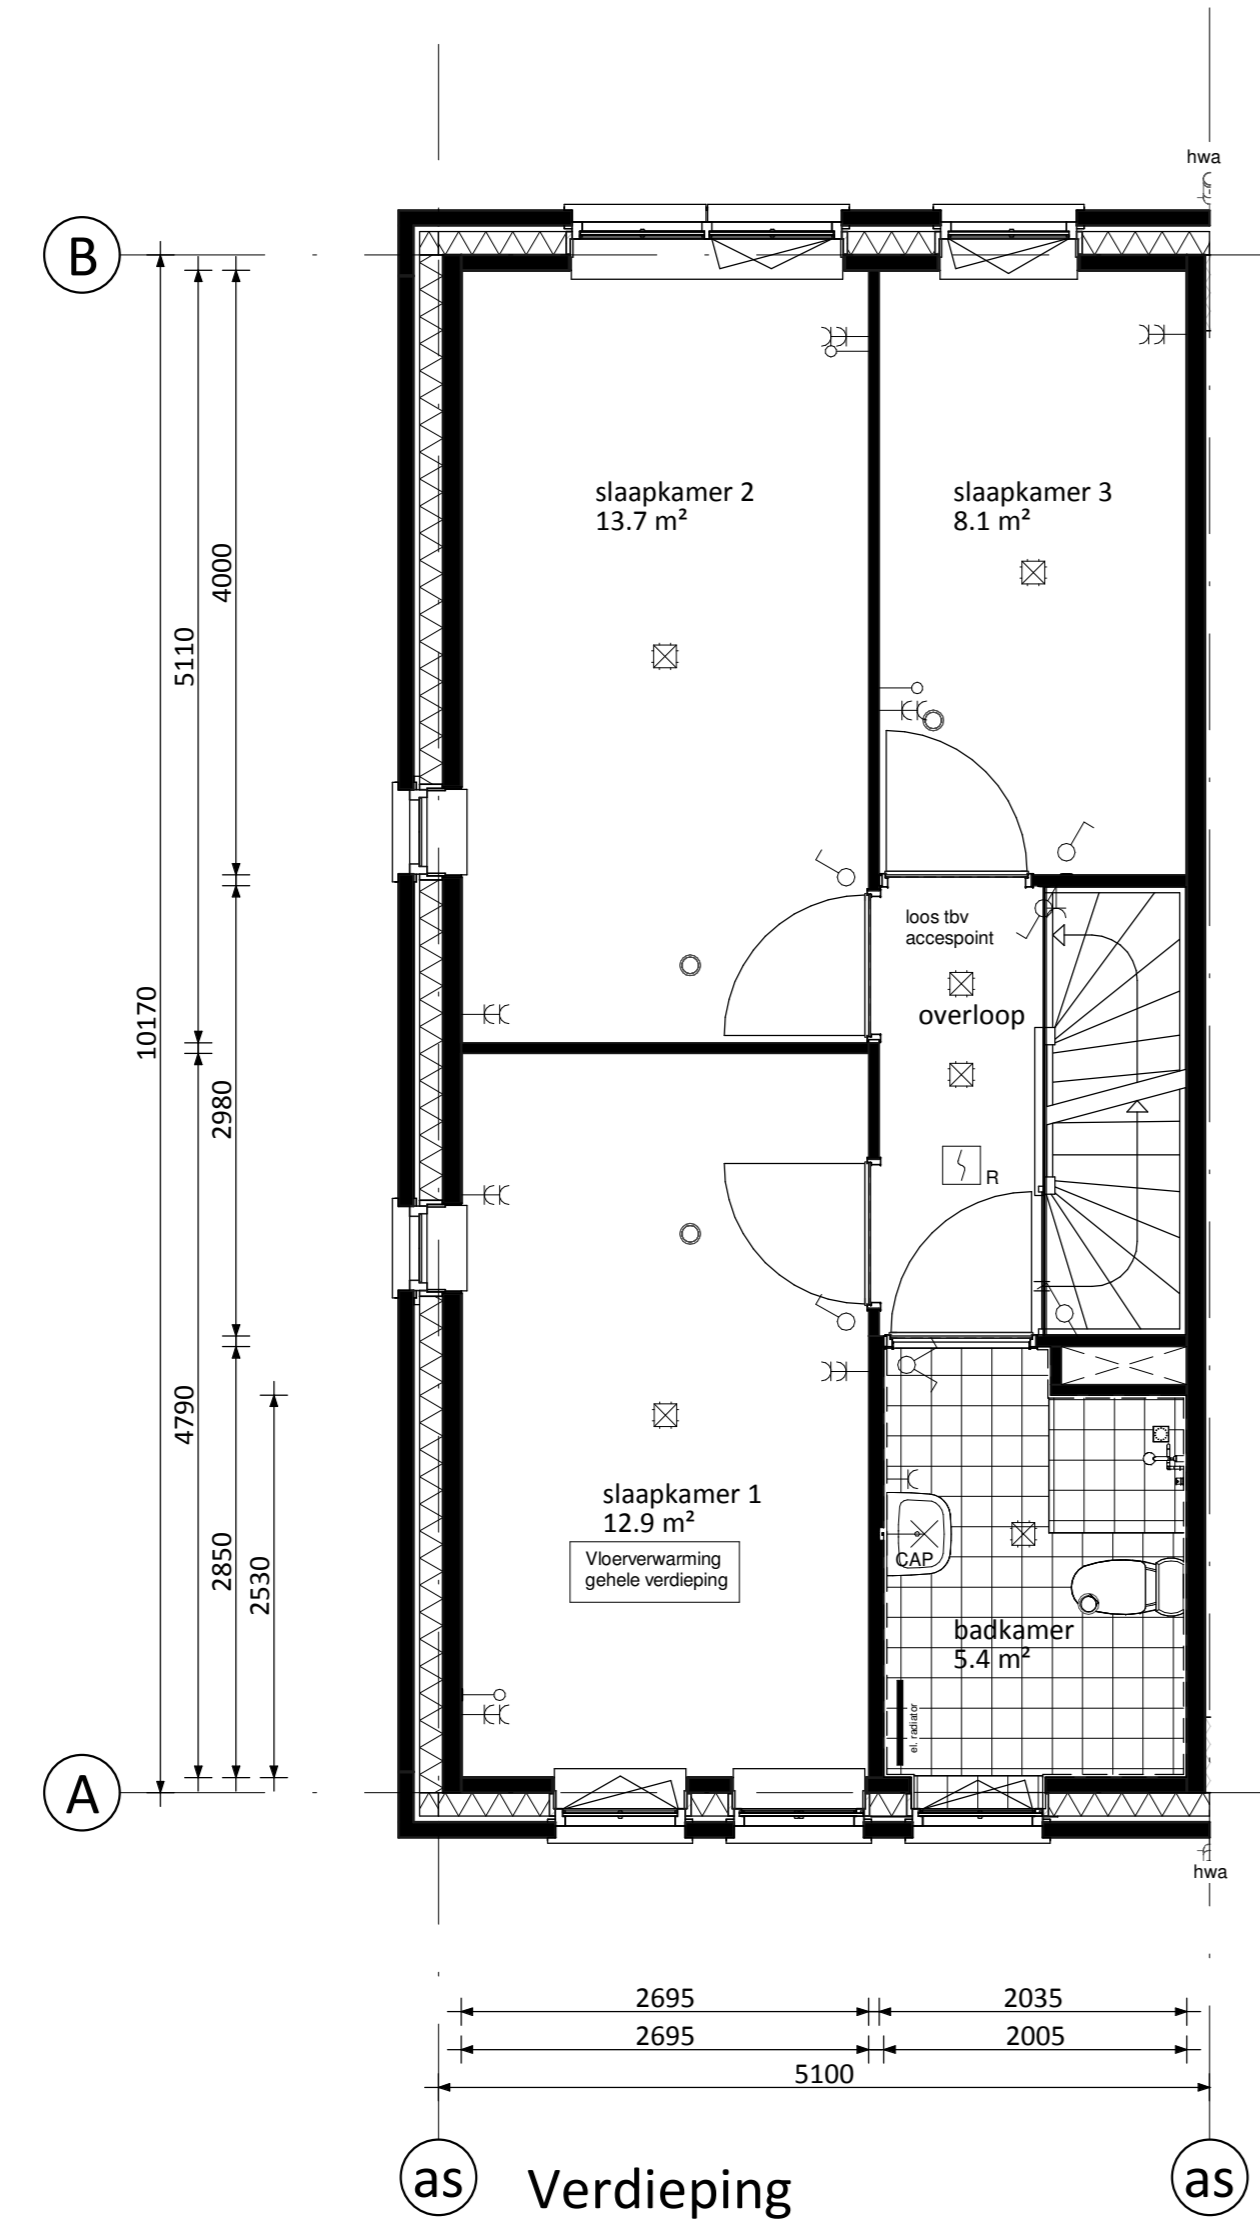 hwa
B
slaapkamer 2
13.7 m²
slaapkamer 3
8.1 m²
4000
5110
loos tbv
accespoint
overloop
10170
2980
R
4790
slaapkamer 1
12.9 m²
Vloerverwarming
gehele verdieping
2850
2530
CAP
badkamer
5.4 m²
el. radiator
A
hwa
2695
2035
2695
2005
5100
as
Verdieping
as